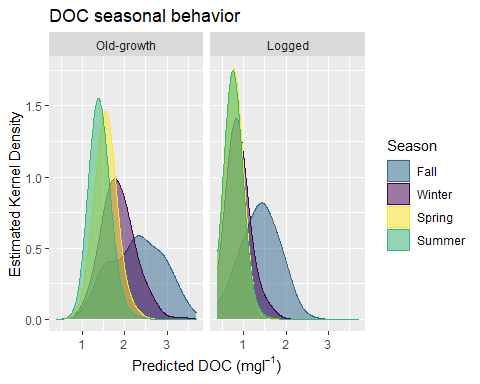 DOC seasonal behavior
Old-growth Logged
Estimated Kernel Density
1.5
1.0
0.5
0.0
1 2 3 1 2 3
Predicted DOC (mgl⁻¹)
Season
Fall
Winter
Spring
Summer